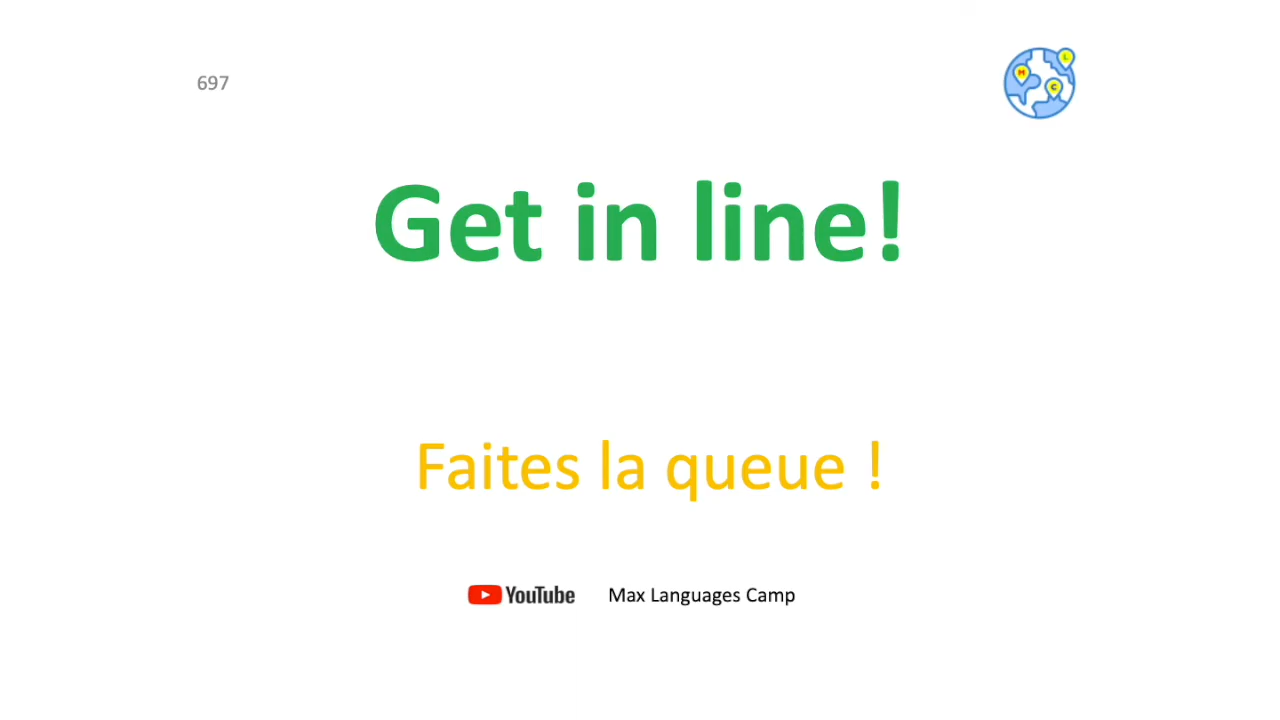 697
M
L
C
Get in line!
Faites la queue !
YouTube Max Languages Camp